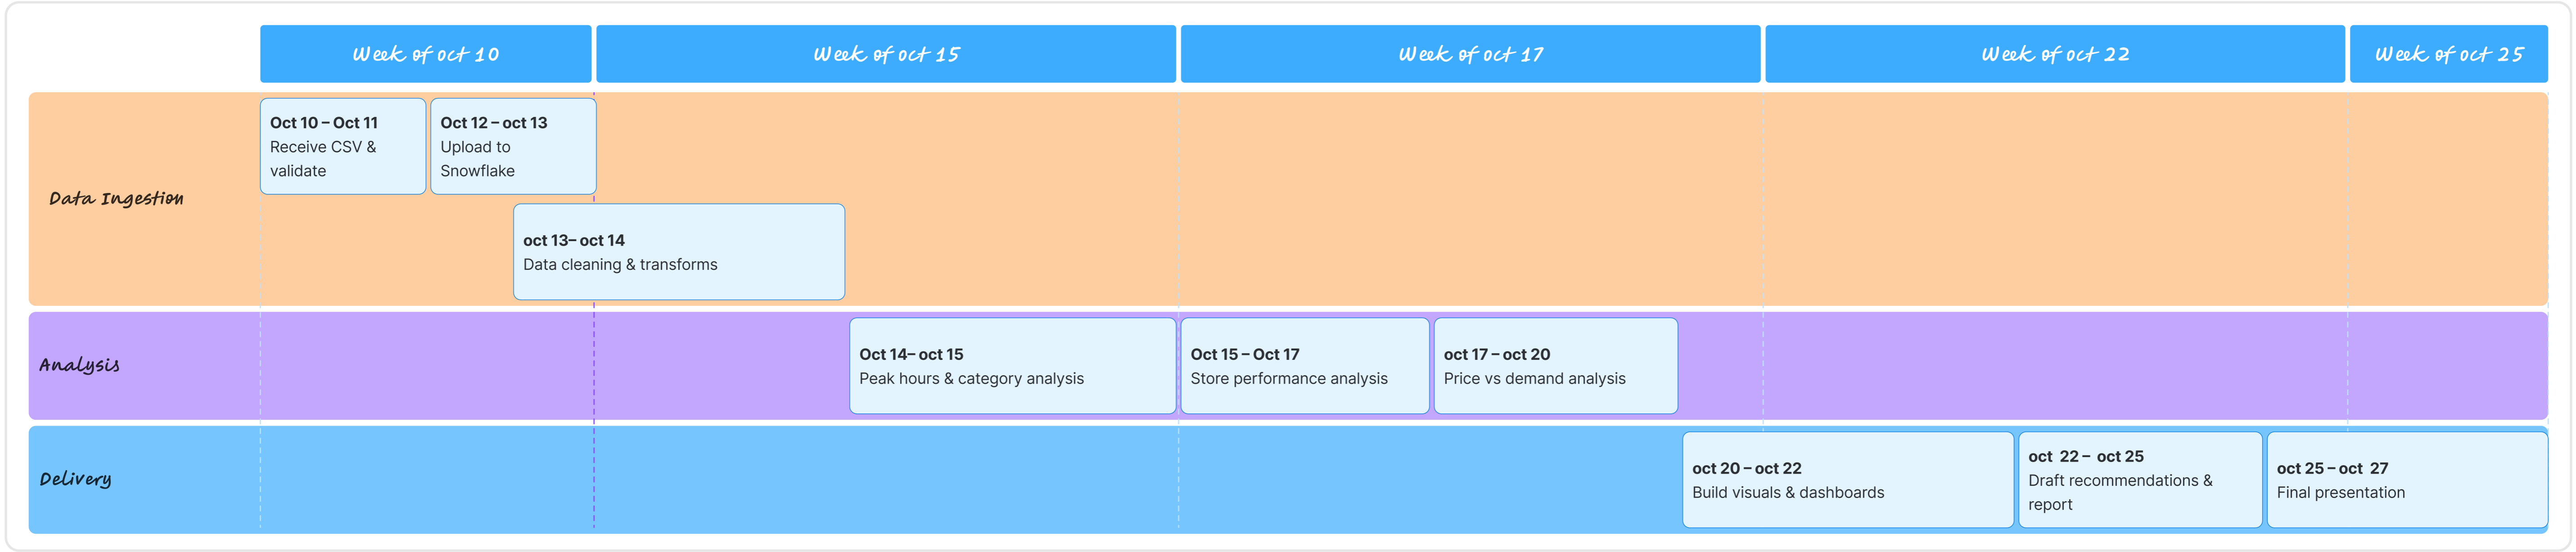 Week of oct 10
Week of oct 15
Week of oct 17
Week of oct 22
Week of oct 25
Data Ingestion
Oct 10 – Oct 11
Receive CSV &
validate
Oct 12 – oct 13
Upload to
Snowflake
oct 13– oct 14
Data cleaning & transforms
Analysis
Oct 14– oct 15
Peak hours & category analysis
Oct 15 – Oct 17
Store performance analysis
oct 17 – oct 20
Price vs demand analysis
Delivery
oct 20 – oct 22
Build visuals & dashboards
oct  22 –  oct 25
Draft recommendations &
report
oct 25 – oct  27
Final presentation